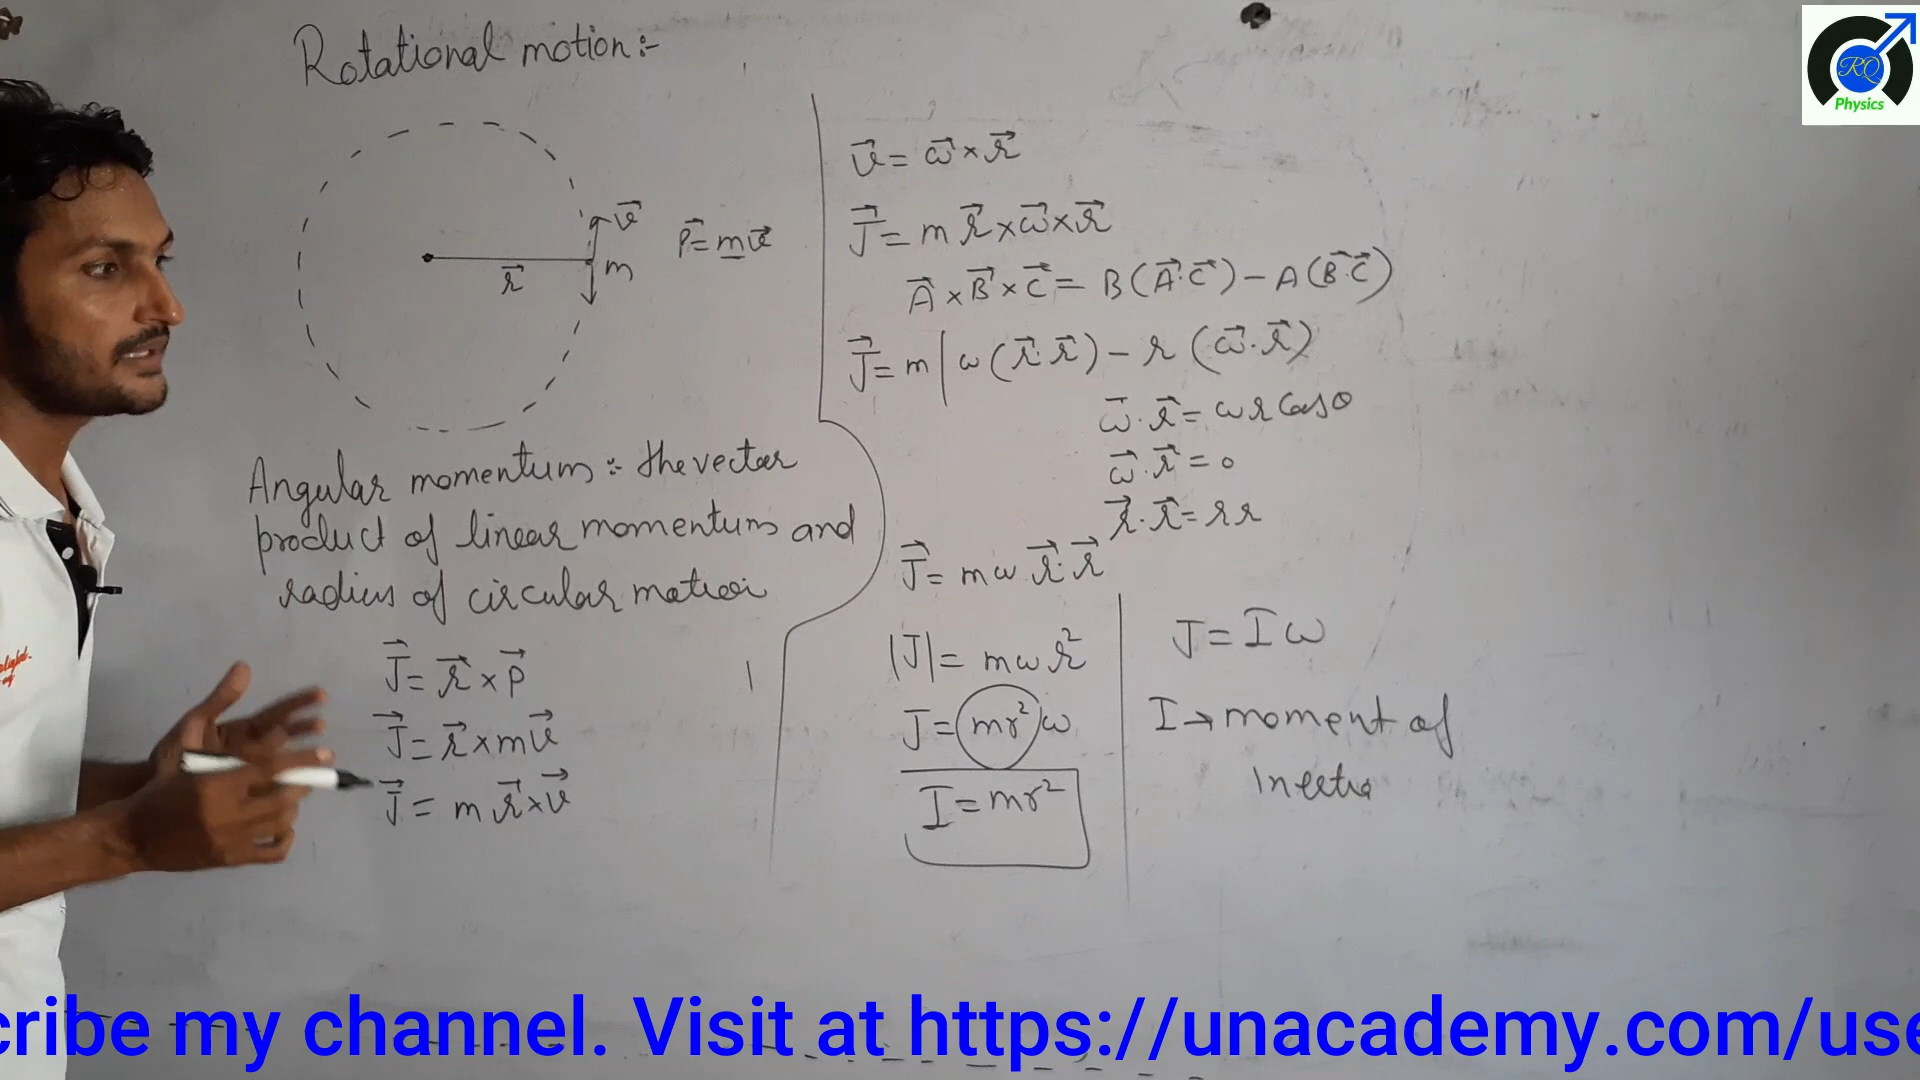 Rotational motion :-
v⃗
p⃗ = mv⃗
r⃗
m
Angular momentum :- the vector
product of linear momentum and
radius of circular motion
J⃗ = r⃗ × p⃗
J⃗ = r⃗ × mv⃗
J⃗ = m r⃗ × v⃗
v⃗ = ω⃗ × r⃗
J⃗ = m r⃗ × ω⃗ × r⃗
A⃗ × B⃗ × C⃗ = B(A⃗·C⃗) − A(B⃗·C⃗)
J⃗ = m | ω(r⃗·r⃗) − r(ω⃗·r⃗)
ω⃗·r⃗ = ωr Cosθ
ω⃗·r⃗ = 0
r⃗·r⃗ = rr
J⃗ = mω r⃗·r⃗
|J| = mωr²
J = (mr²)ω
I = mr²
J = Iω
I → moment of
Inertia
RQ
Physics
cribe my channel. Visit at https://unacademy.com/use